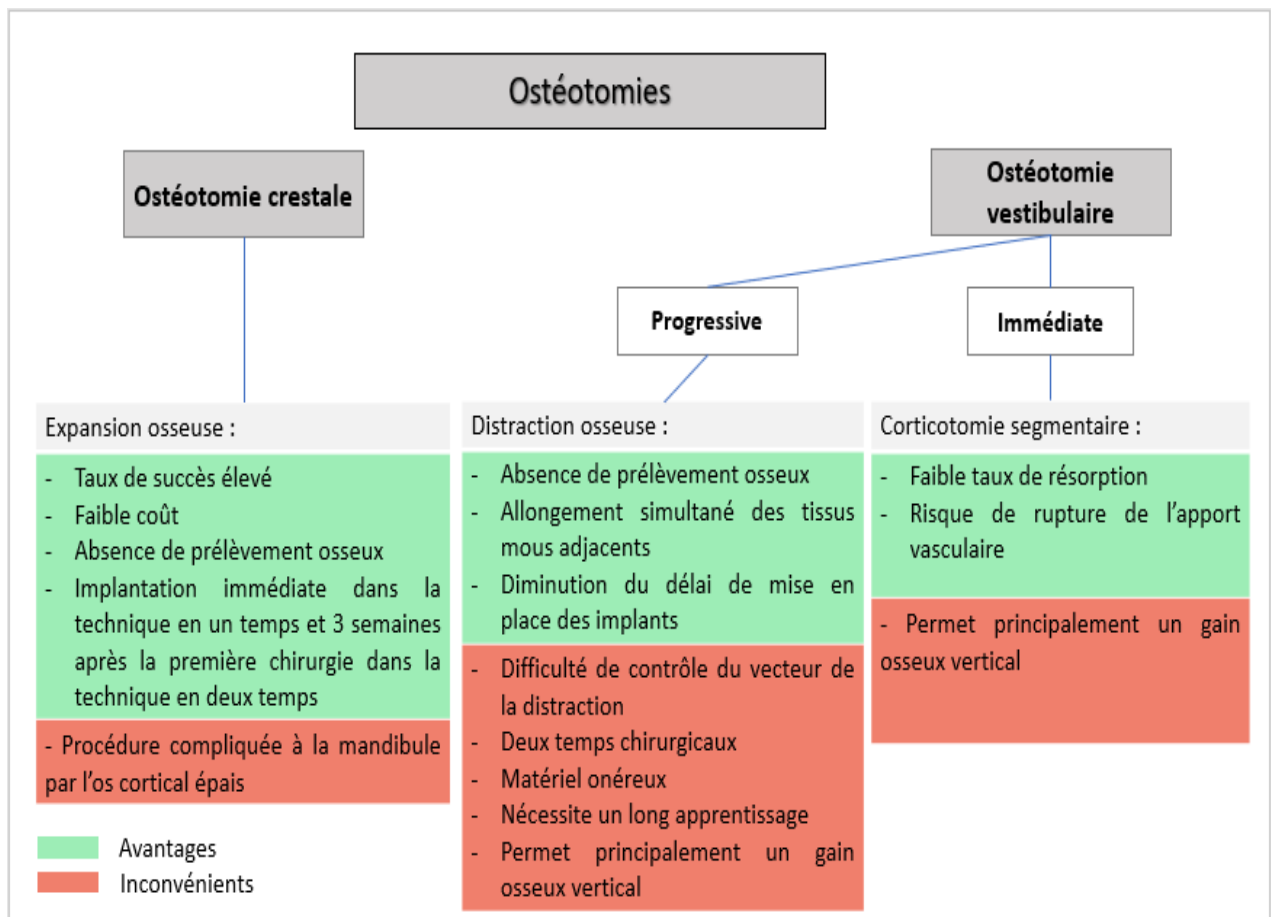 Ostéotomies
Ostéotomie crestale
Ostéotomie
vestibulaire
Progressive
Immédiate
Expansion osseuse :
- Taux de succès élevé
- Faible coût
- Absence de prélèvement osseux
- Implantation immédiate dans la
technique en un temps et 3 semaines
après la première chirurgie dans la
technique en deux temps
- Procédure compliquée à la mandibule
par l’os cortical épais
Distraction osseuse :
- Absence de prélèvement osseux
- Allongement simultané des tissus
mous adjacents
- Diminution du délai de mise en
place des implants
- Difficulté de contrôle du vecteur de
la distraction
- Deux temps chirurgicaux
- Matériel onéreux
- Nécessite un long apprentissage
- Permet principalement un gain
osseux vertical
Corticotomie segmentaire :
- Faible taux de résorption
- Risque de rupture de l’apport
vasculaire
- Permet principalement un gain
osseux vertical
Avantages
Inconvénients